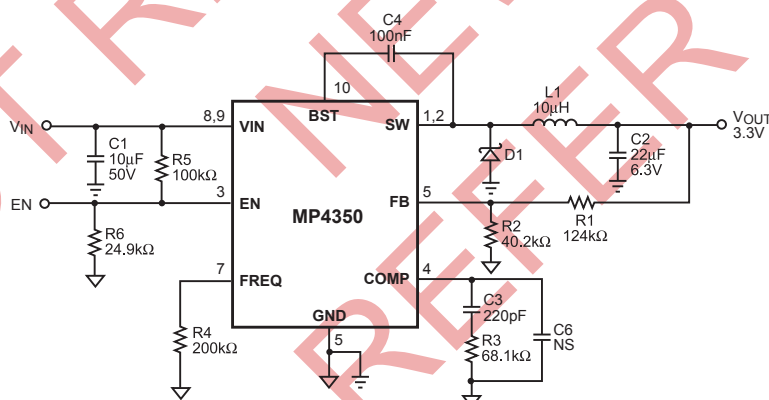 C4
100nF
10
BST
8,9
VIN
VIN
SW
1,2
L1
10µH
VOUT
3.3V
C1
10µF
50V
R5
100kΩ
D1
C2
22µF
6.3V
EN
3
EN
MP4350
FB
5
R1
124kΩ
R2
40.2kΩ
R6
24.9kΩ
7
FREQ
COMP
4
C3
220pF
C6
NS
R3
68.1kΩ
GND
5
R4
200kΩ
REFER